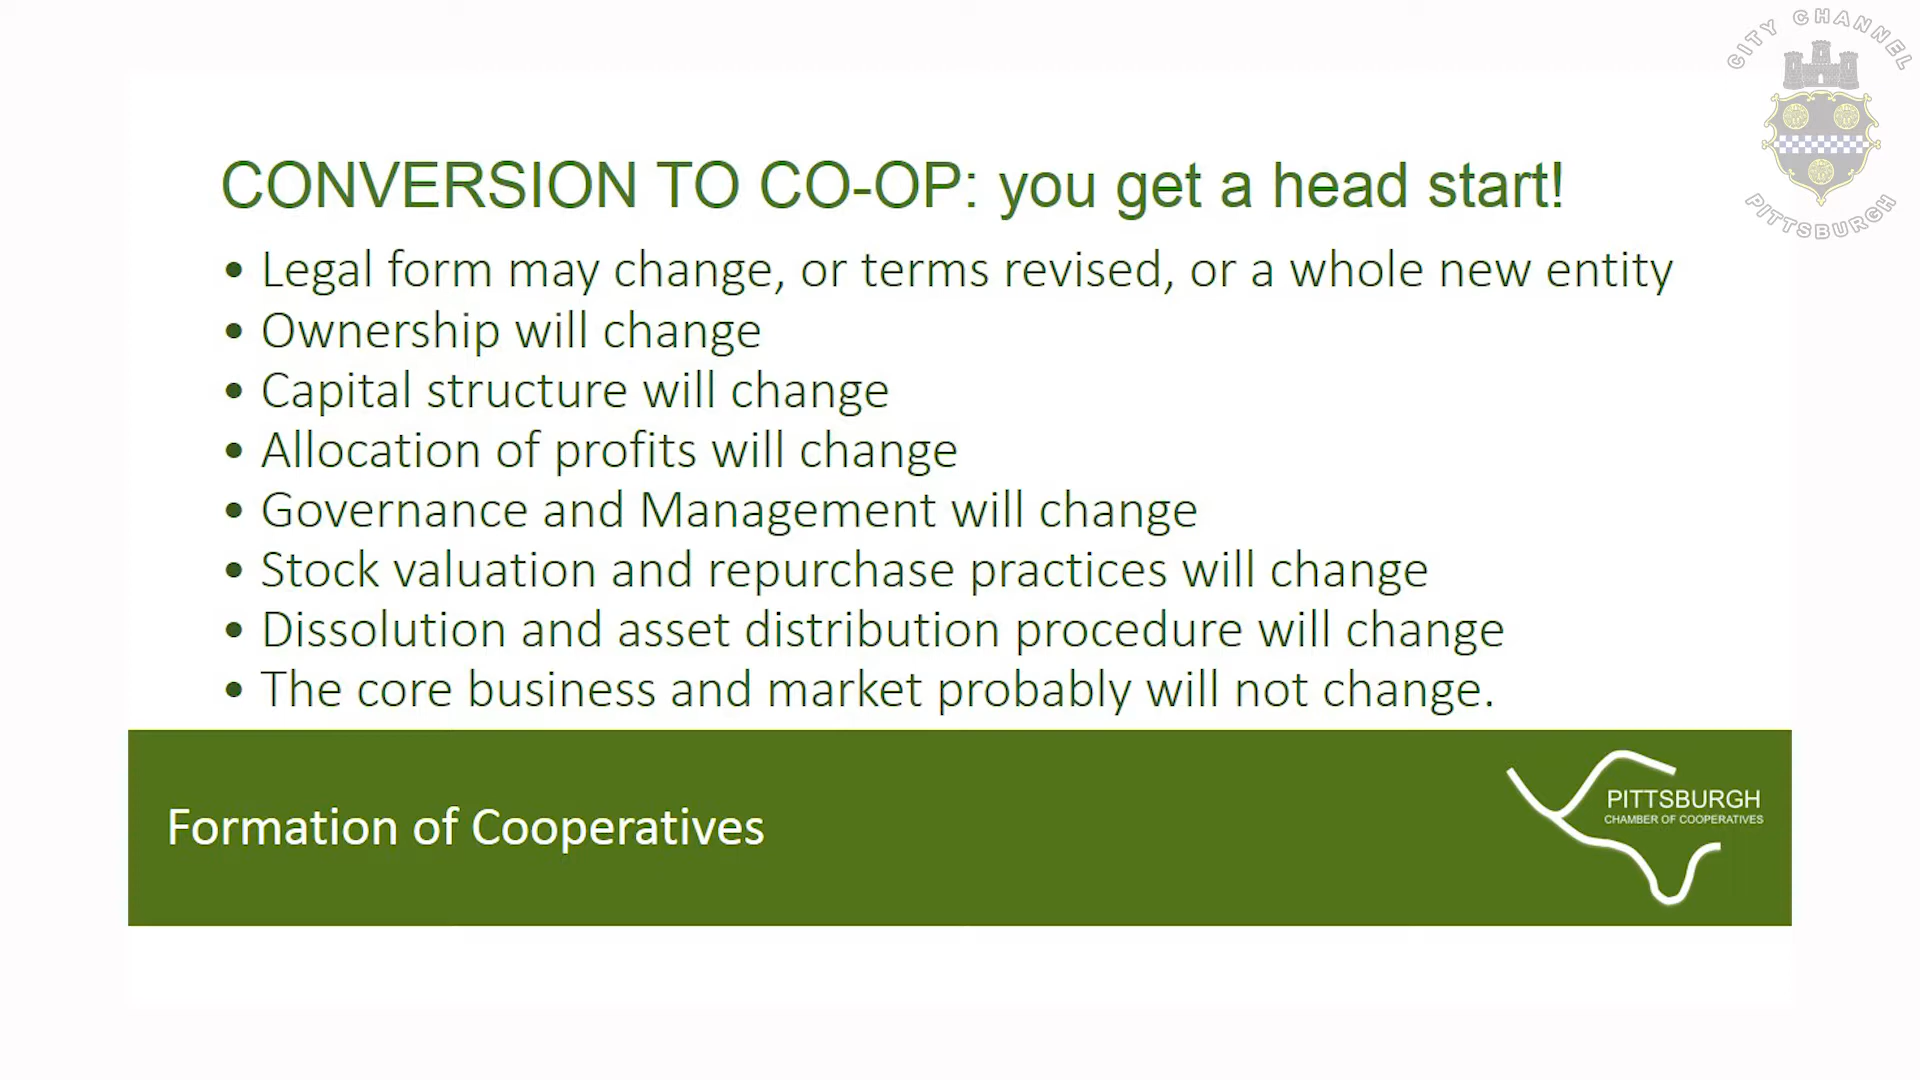 CITY CHANNEL
PITTSBURGH
CONVERSION TO CO-OP: you get a head start!
• Legal form may change, or terms revised, or a whole new entity
• Ownership will change
• Capital structure will change
• Allocation of profits will change
• Governance and Management will change
• Stock valuation and repurchase practices will change
• Dissolution and asset distribution procedure will change
• The core business and market probably will not change.
Formation of Cooperatives
PITTSBURGH
CHAMBER OF COOPERATIVES